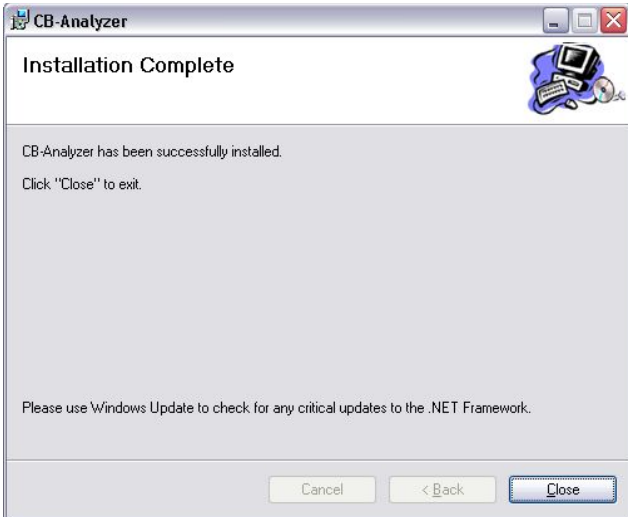 CB-Analyzer
Installation Complete
CB-Analyzer has been successfully installed.
Click "Close" to exit.
Please use Windows Update to check for any critical updates to the .NET Framework.
Cancel
< Back
Close